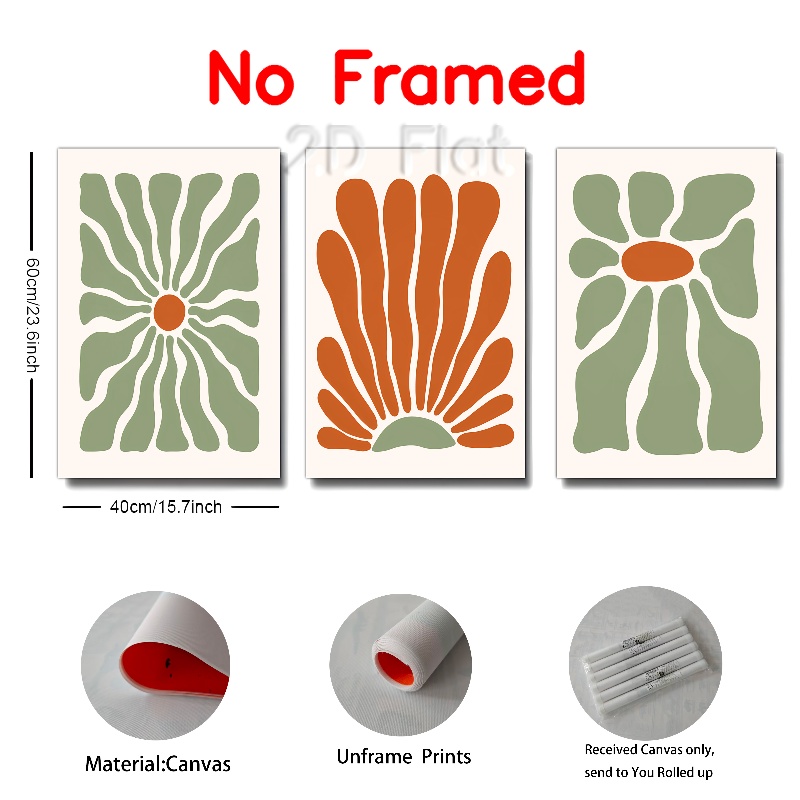 No Framed
2D Flat
60cm/23.6inch
40cm/15.7inch
Material:Canvas
Unframe Prints
Received Canvas only,
send to You Rolled up